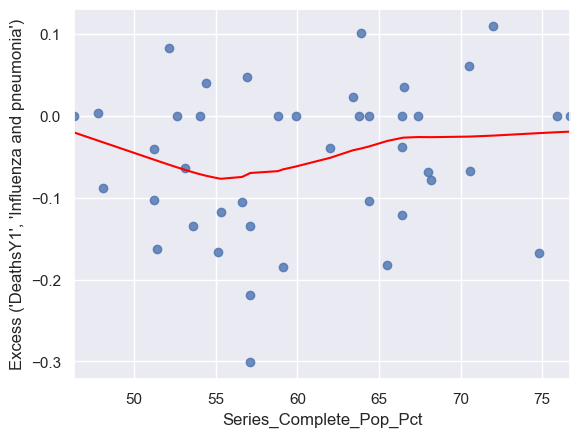 Excess ('DeathsY1', 'Influenza and pneumonia')
0.1
0.0
−0.1
−0.2
−0.3
50 55 60 65 70 75
Series_Complete_Pop_Pct